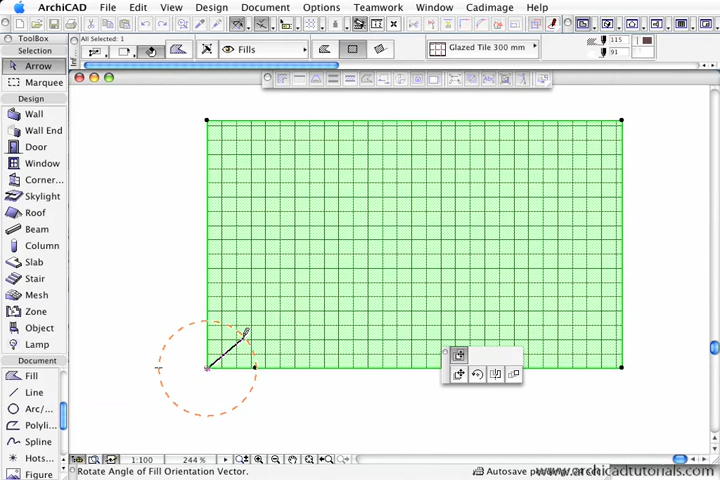 ArchiCAD File Edit View Design Document Options Teamwork Window Cadimage Help
ToolBox
All Selected: 1
Selection
Arrow
Marquee
Design
Wall
Wall End
Door
Window
Corner...
Skylight
Roof
Beam
Column
Slab
Stair
Mesh
Zone
Object
Lamp
Document
Fill
Line
Arc/...
Polyli...
Spline
Hots...
Figure
Fills
Glazed Tile 300 mm
115
91
1:100
244 %
Rotate Angle of Fill Orientation Vector.
Autosave
www.archicadtutorials.com